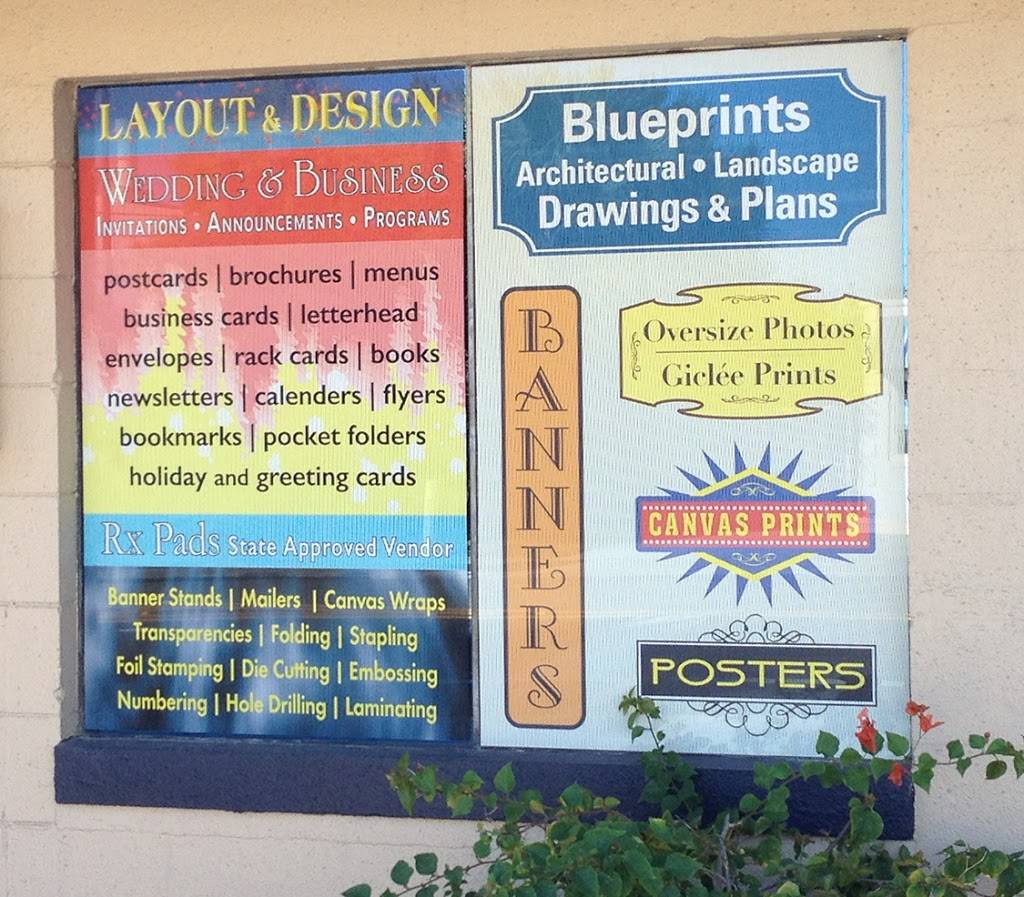 LAYOUT & DESIGN
WEDDING & BUSINESS
INVITATIONS • ANNOUNCEMENTS • PROGRAMS
postcards | brochures | menus
business cards | letterhead
envelopes | rack cards | books
newsletters | calenders | flyers
bookmarks | pocket folders
holiday and greeting cards
Rx Pads State Approved Vendor
Banner Stands | Mailers | Canvas Wraps
Transparencies | Folding | Stapling
Foil Stamping | Die Cutting | Embossing
Numbering | Hole Drilling | Laminating
Blueprints
Architectural • Landscape
Drawings & Plans
BANNERS
Oversize Photos
Giclée Prints
CANVAS PRINTS
POSTERS